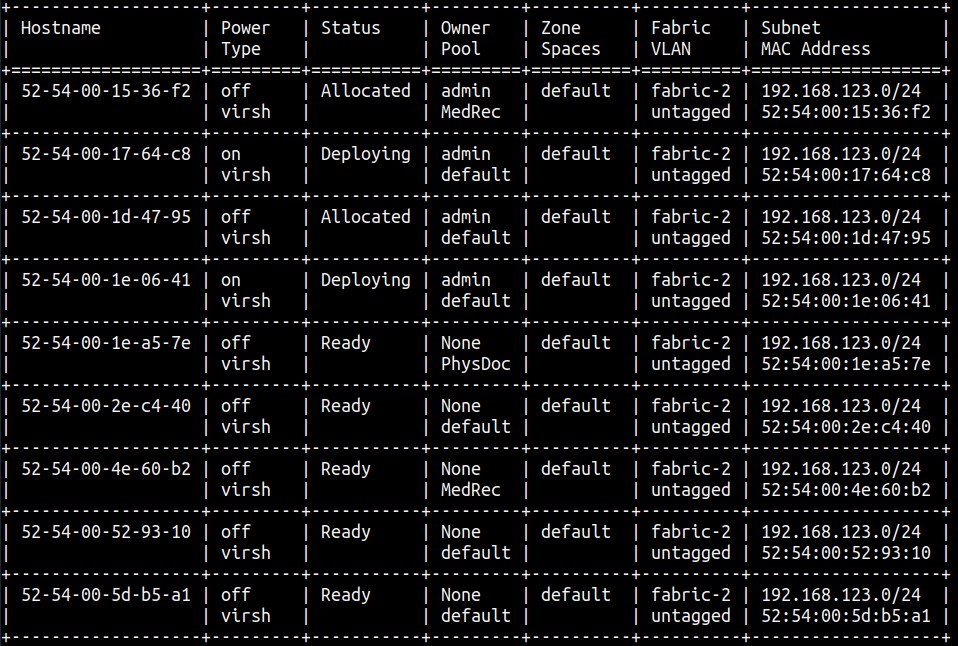 +-------------------+---------+-----------+---------+----------+----------+-------------------+
| Hostname          | Power   | Status    | Owner   | Zone     | Fabric   | Subnet            |
|                   | Type    |           | Pool    | Spaces   | VLAN     | MAC Address       |
+===================+=========+===========+=========+==========+==========+===================+
| 52-54-00-15-36-f2 | off     | Allocated | admin   | default  | fabric-2 | 192.168.123.0/24  |
|                   | virsh   |           | MedRec  |          | untagged | 52:54:00:15:36:f2 |
+-------------------+---------+-----------+---------+----------+----------+-------------------+
| 52-54-00-17-64-c8 | on      | Deploying | admin   | default  | fabric-2 | 192.168.123.0/24  |
|                   | virsh   |           | default |          | untagged | 52:54:00:17:64:c8 |
+-------------------+---------+-----------+---------+----------+----------+-------------------+
| 52-54-00-1d-47-95 | off     | Allocated | admin   | default  | fabric-2 | 192.168.123.0/24  |
|                   | virsh   |           | default |          | untagged | 52:54:00:1d:47:95 |
+-------------------+---------+-----------+---------+----------+----------+-------------------+
| 52-54-00-1e-06-41 | on      | Deploying | admin   | default  | fabric-2 | 192.168.123.0/24  |
|                   | virsh   |           | default |          | untagged | 52:54:00:1e:06:41 |
+-------------------+---------+-----------+---------+----------+----------+-------------------+
| 52-54-00-1e-a5-7e | off     | Ready     | None    | default  | fabric-2 | 192.168.123.0/24  |
|                   | virsh   |           | PhysDoc |          | untagged | 52:54:00:1e:a5:7e |
+-------------------+---------+-----------+---------+----------+----------+-------------------+
| 52-54-00-2e-c4-40 | off     | Ready     | None    | default  | fabric-2 | 192.168.123.0/24  |
|                   | virsh   |           | default |          | untagged | 52:54:00:2e:c4:40 |
+-------------------+---------+-----------+---------+----------+----------+-------------------+
| 52-54-00-4e-60-b2 | off     | Ready     | None    | default  | fabric-2 | 192.168.123.0/24  |
|                   | virsh   |           | MedRec  |          | untagged | 52:54:00:4e:60:b2 |
+-------------------+---------+-----------+---------+----------+----------+-------------------+
| 52-54-00-52-93-10 | off     | Ready     | None    | default  | fabric-2 | 192.168.123.0/24  |
|                   | virsh   |           | default |          | untagged | 52:54:00:52:93:10 |
+-------------------+---------+-----------+---------+----------+----------+-------------------+
| 52-54-00-5d-b5-a1 | off     | Ready     | None    | default  | fabric-2 | 192.168.123.0/24  |
|                   | virsh   |           | default |          | untagged | 52:54:00:5d:b5:a1 |
+-------------------+---------+-----------+---------+----------+----------+-------------------+